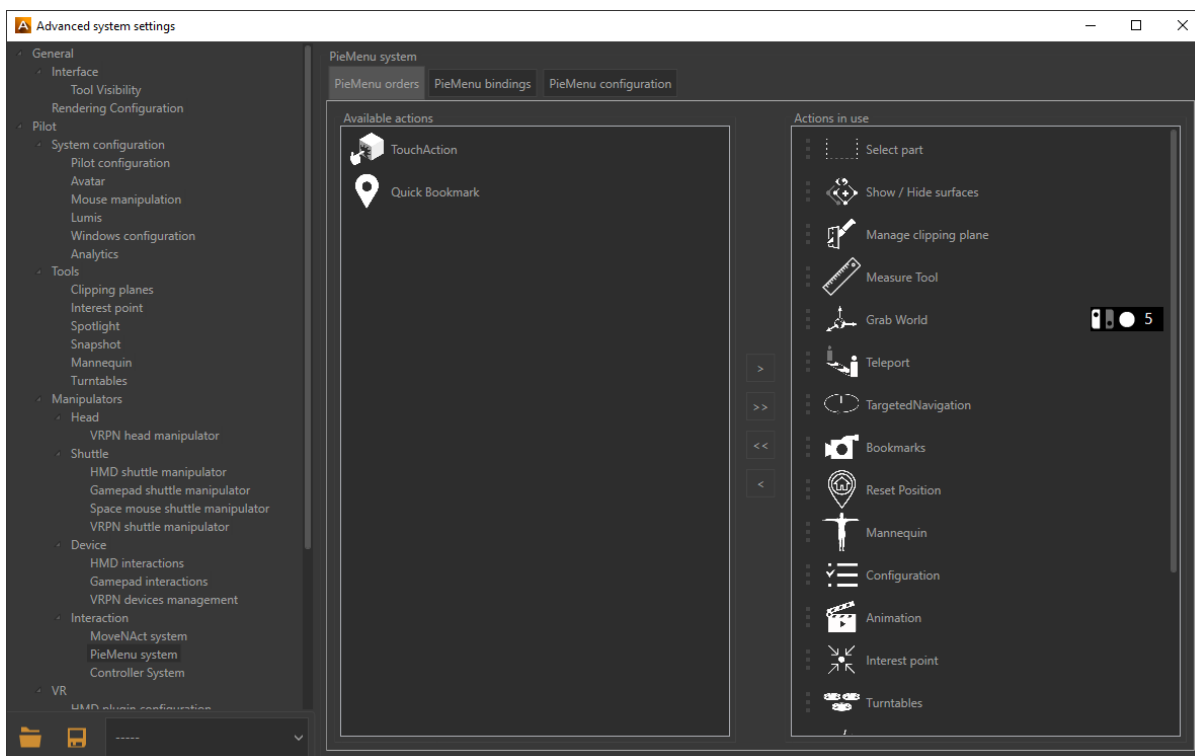 Advanced system settings
General
Interface
Tool Visibility
Rendering Configuration
Pilot
System configuration
Pilot configuration
Avatar
Mouse manipulation
Lumis
Windows configuration
Analytics
Tools
Clipping planes
Interest point
Spotlight
Snapshot
Mannequin
Turntables
Manipulators
Head
VRPN head manipulator
Shuttle
HMD shuttle manipulator
Gamepad shuttle manipulator
Space mouse shuttle manipulator
VRPN shuttle manipulator
Device
HMD interactions
Gamepad interactions
VRPN devices management
Interaction
MoveNAct system
PieMenu system
Controller System
VR
HMD plugin configuration
-----
PieMenu system
PieMenu orders PieMenu bindings PieMenu configuration
Available actions
TouchAction
Quick Bookmark
>
>>
<<
<
Actions in use
Select part
Show / Hide surfaces
Manage clipping plane
Measure Tool
Grab World 5
Teleport
TargetedNavigation
Bookmarks
Reset Position
Mannequin
Configuration
Animation
Interest point
Turntables